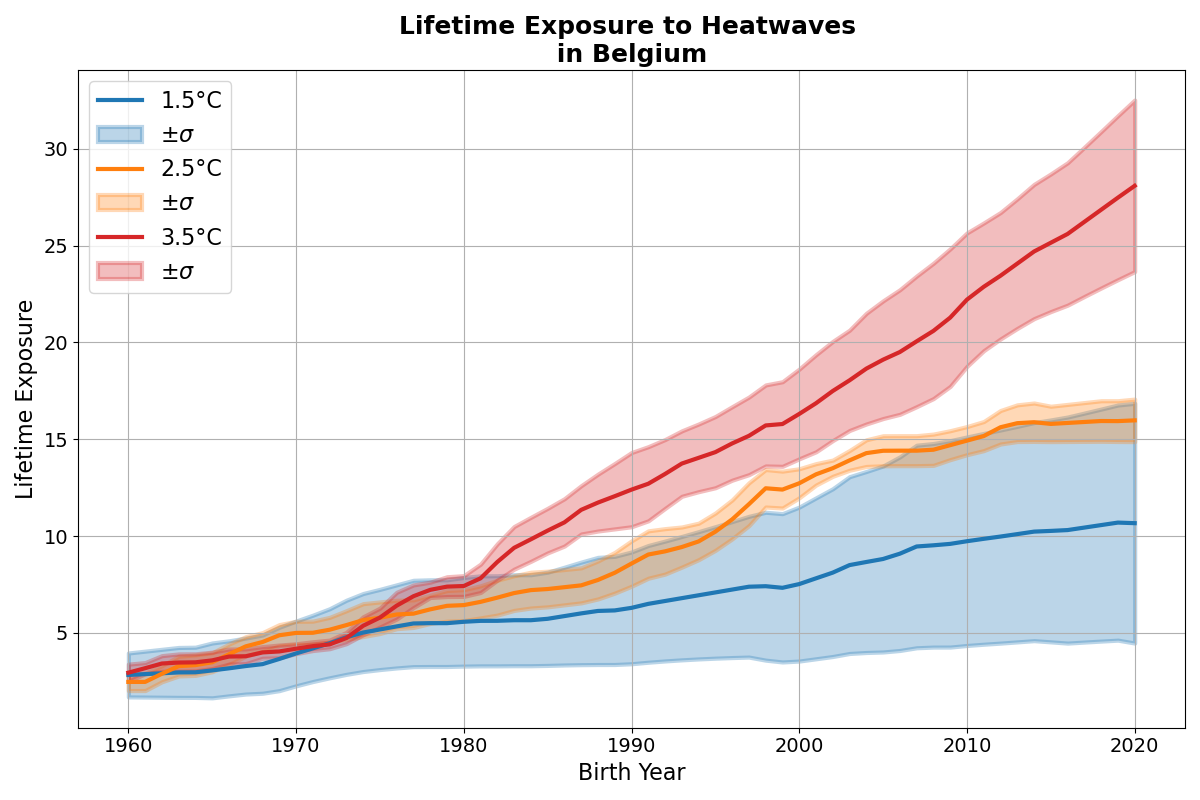 Lifetime Exposure to Heatwaves
in Belgium
1.5°C
±σ
2.5°C
±σ
3.5°C
±σ
Lifetime Exposure
30
25
20
15
10
5
1960 1970 1980 1990 2000 2010 2020
Birth Year